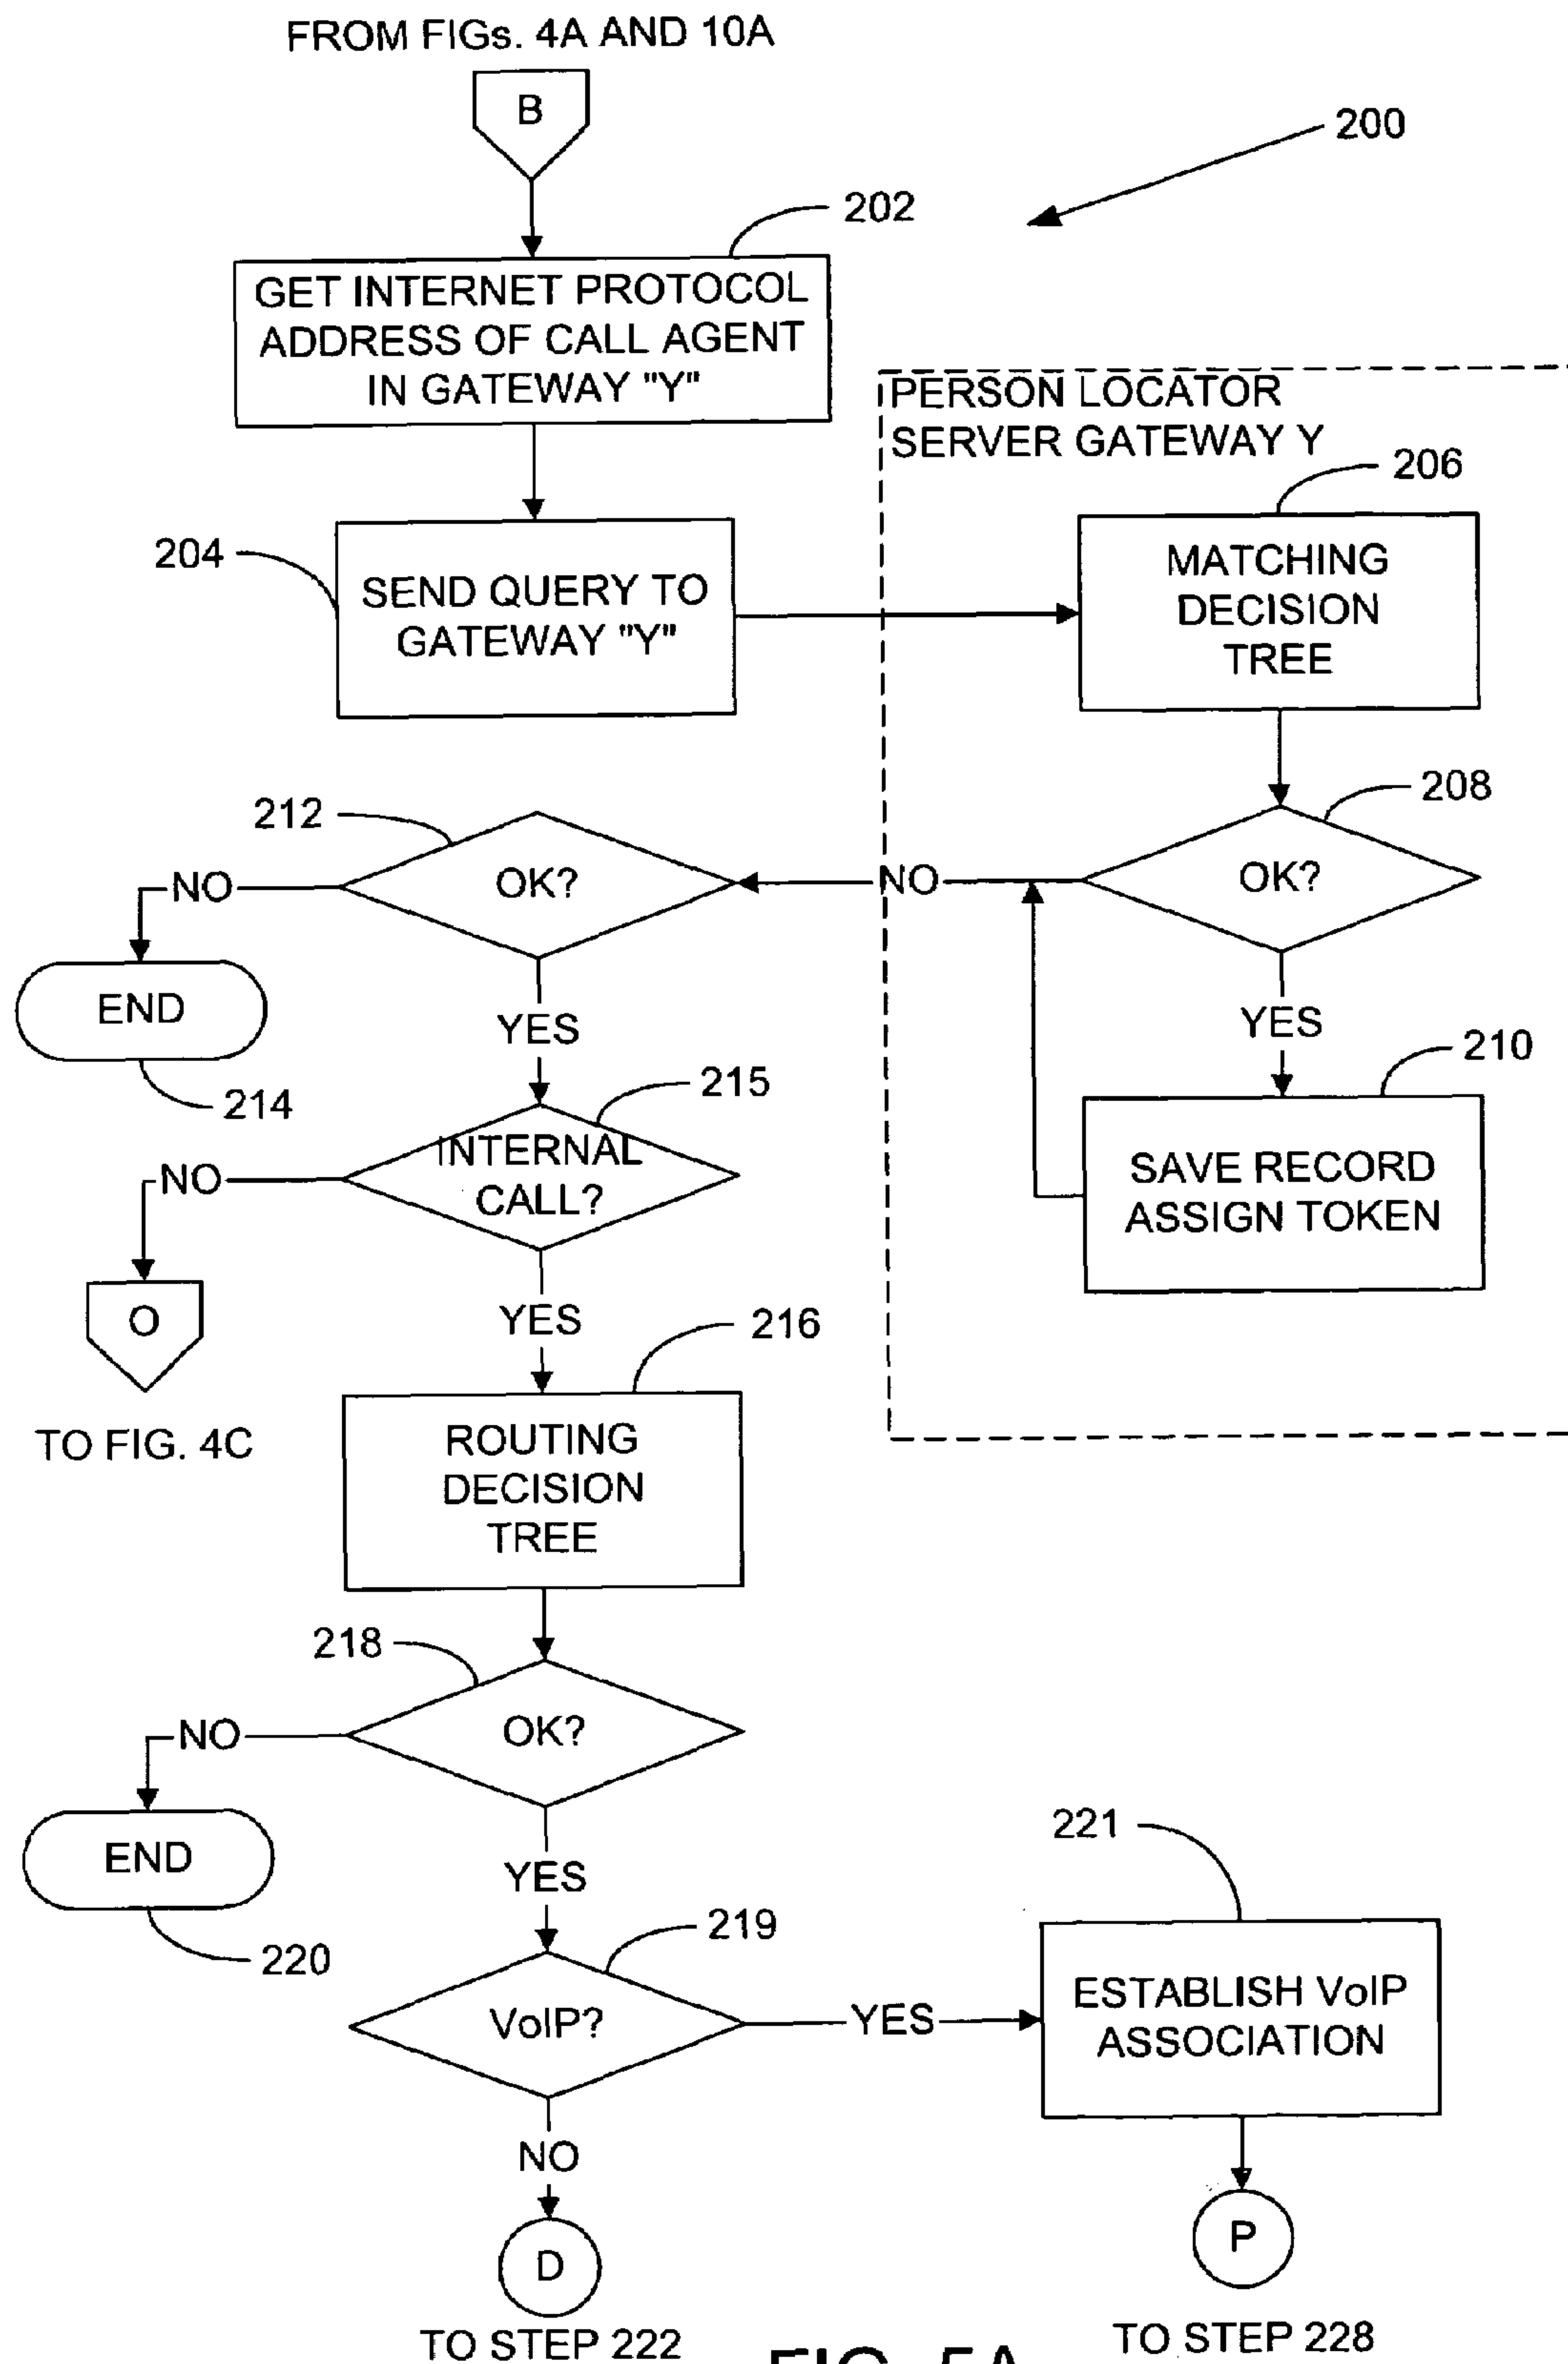 FROM FIGs. 4A AND 10A
B
200
202
GET INTERNET PROTOCOL
ADDRESS OF CALL AGENT
IN GATEWAY "Y"
PERSON LOCATOR
SERVER GATEWAY Y
206
204
SEND QUERY TO
GATEWAY "Y"
MATCHING
DECISION
TREE
208
212
OK?
NO
NO
OK?
END
YES
YES
210
214
215
INTERNAL
CALL?
NO
SAVE RECORD
ASSIGN TOKEN
O
YES
216
TO FIG. 4C
ROUTING
DECISION
TREE
218
OK?
NO
END
YES
221
220
219
VoIP?
YES
ESTABLISH VoIP
ASSOCIATION
NO
D
P
TO STEP 222
TO STEP 228
FIG. 5A